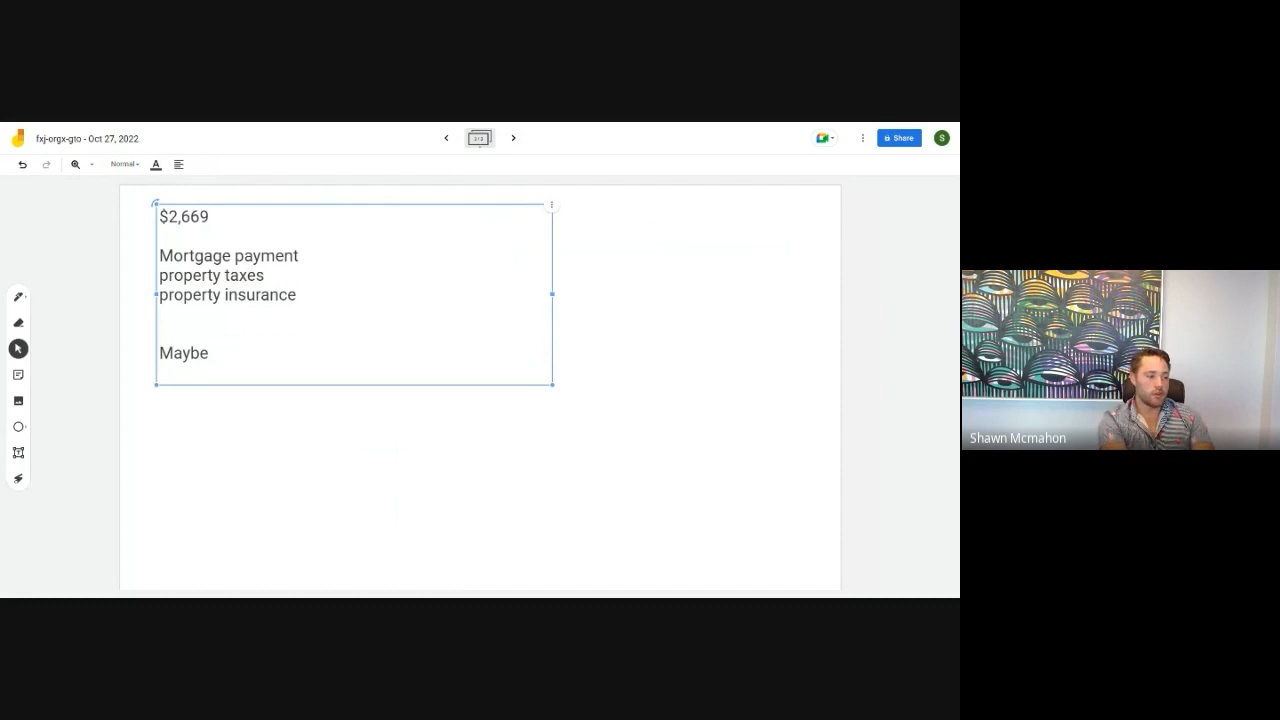 fxj-orgx-gto - Oct 27, 2022
Share
S
Normal
A
$2,669
Mortgage payment
property taxes
property insurance
Maybe
Shawn Mcmahon